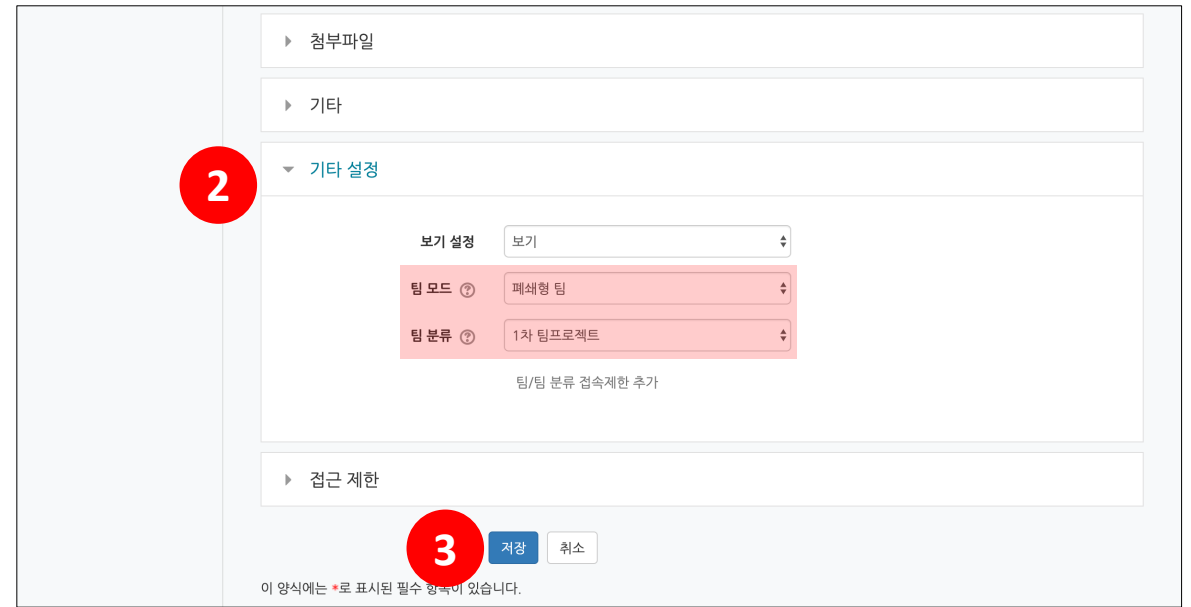 첨부파일
기타
2
기타 설정
보기 설정 보기
팀 모드 폐쇄형 팀
팀 분류 1차 팀프로젝트
팀/팀 분류 접속제한 추가
접근 제한
3 저장 취소
이 양식에는 *로 표시된 필수 항목이 있습니다.